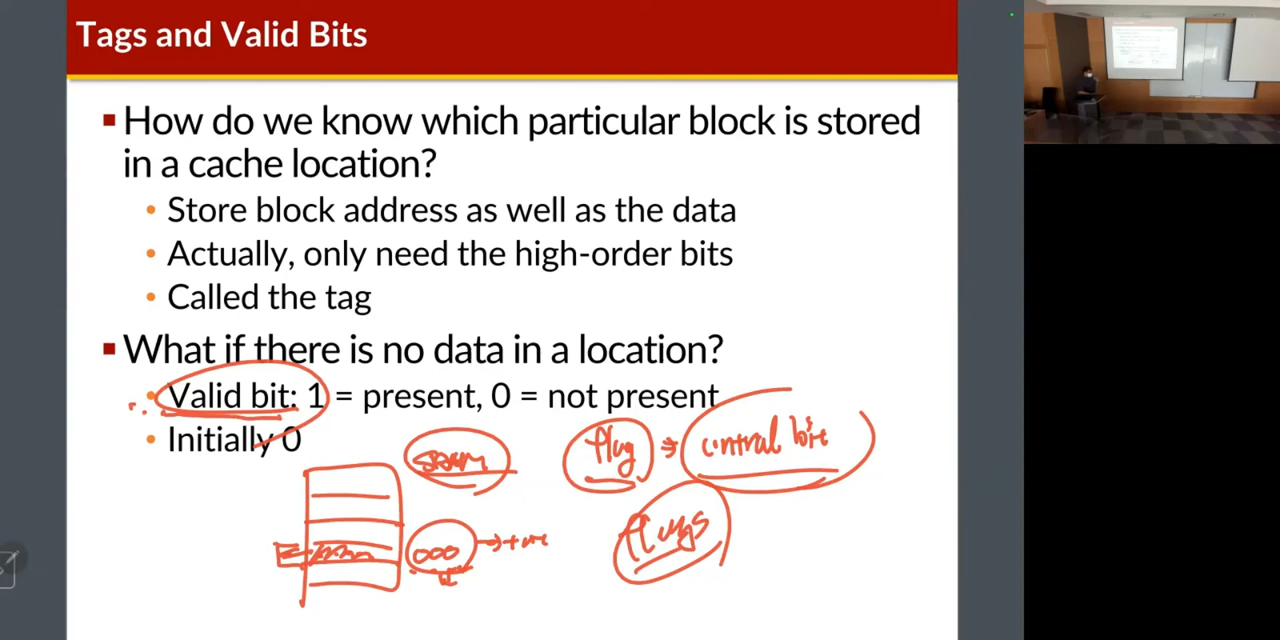 Tags and Valid Bits
▪ How do we know which particular block is stored
in a cache location?
• Store block address as well as the data
• Actually, only need the high-order bits
• Called the tag
▪ What if there is no data in a location?
• Valid bit: 1 = present, 0 = not present
• Initially 0
flag → control bits
flags
000